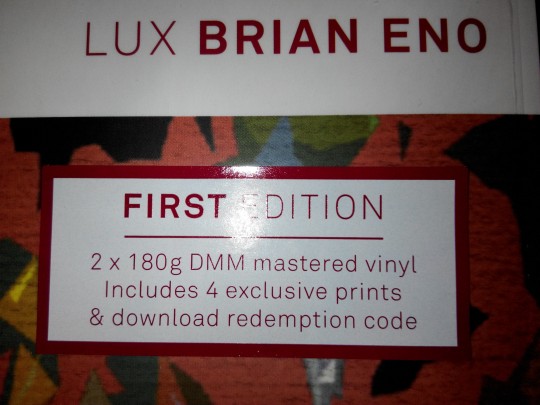 LUX BRIAN ENO
FIRST EDITION
2 x 180g DMM mastered vinyl
Includes 4 exclusive prints
& download redemption code